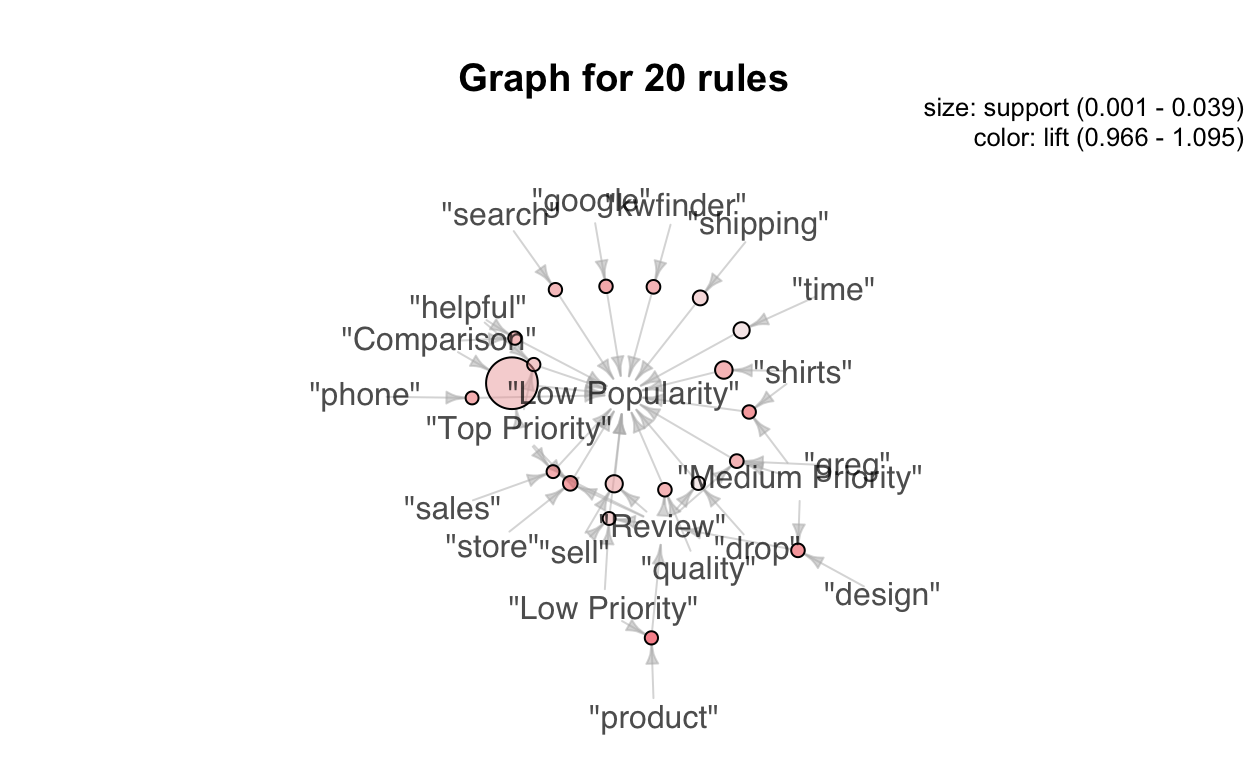 Graph for 20 rules
size: support (0.001 - 0.039)
color: lift (0.966 - 1.095)
"google"
"kwfinder"
"search"
"shipping"
"time"
"helpful"
"Comparison"
"shirts"
"phone"
"Low Popularity"
"Top Priority"
"greg"
"Medium Priority"
"sales"
"Review"
"store"
"sell"
"drop"
"quality"
"design"
"Low Priority"
"product"